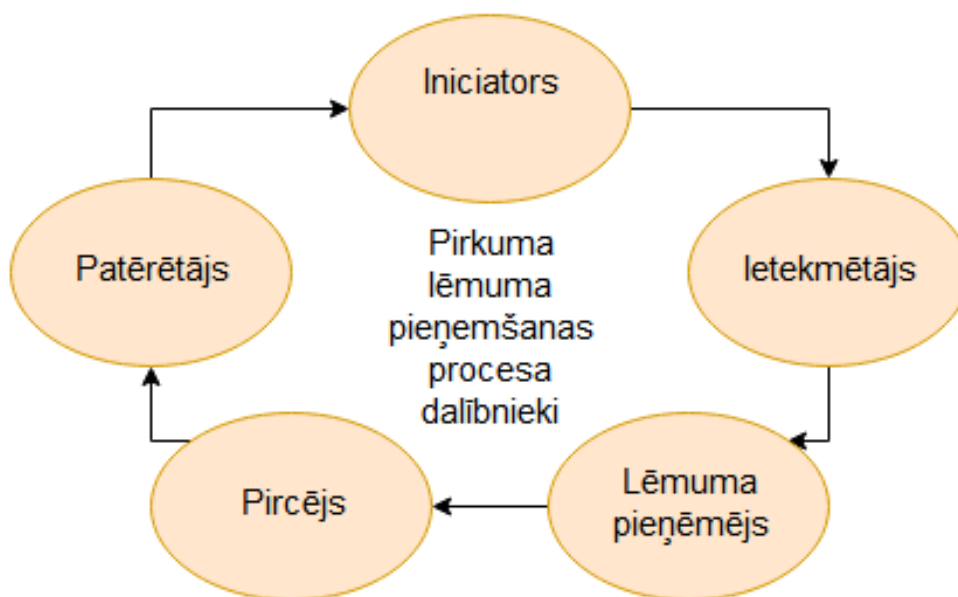 Iniciators
Ietekmētājs
Lēmuma
pieņēmējs
Pircējs
Patērētājs
Pirkuma
lēmuma
pieņemšanas
procesa
dalībnieki